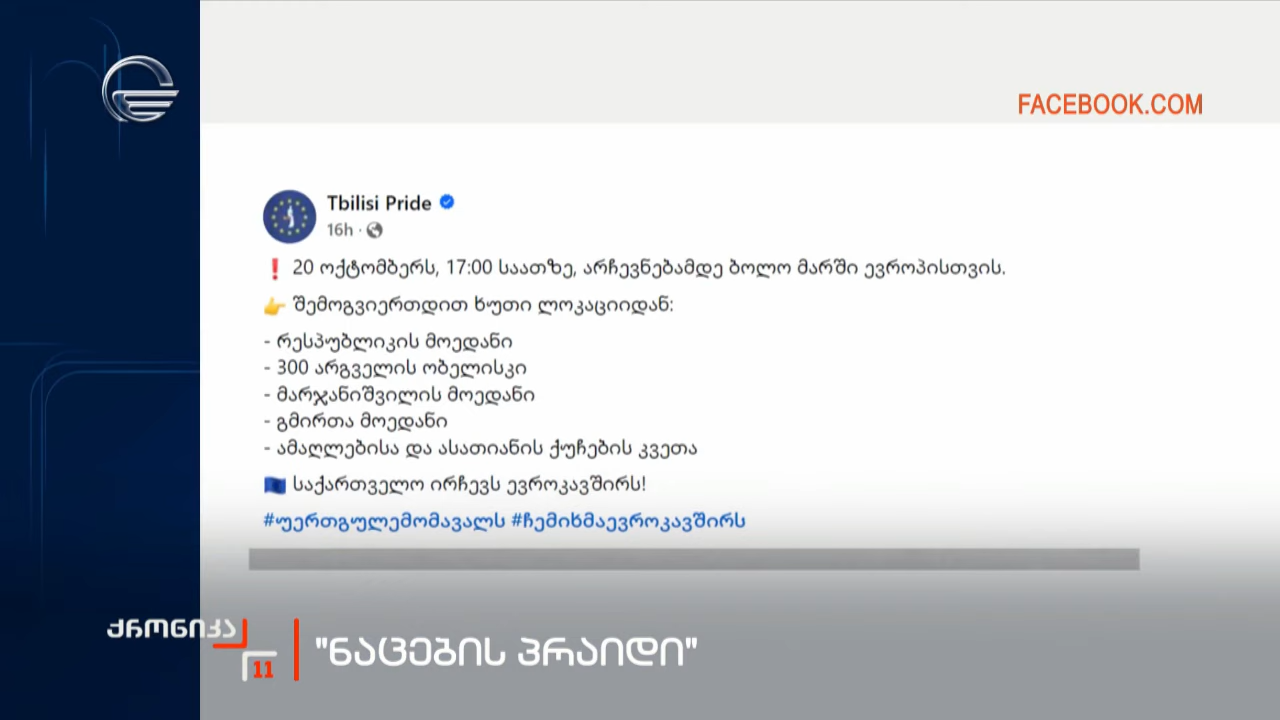 FACEBOOK.COM
Tbilisi Pride
16h ·
❗ 20 ოქტომბერს, 17:00 საათზე, არჩევნებამდე ბოლო მარში ევროპისთვის.
👉 შემოგვიერთდით ხუთი ლოკაციიდან:
- რესპუბლიკის მოედანი
- 300 არგველის ობელისკი
- მარჯანიშვილის მოედანი
- გმირთა მოედანი
- ამაღლებისა და ასათიანის ქუჩების კვეთა
🇪🇺 საქართველო ირჩევს ევროკავშირს!
#უერთგულემომავალს #ჩემიხმაევროკავშირს
ქრონიკა
11
"ნაცების პრაიდი"